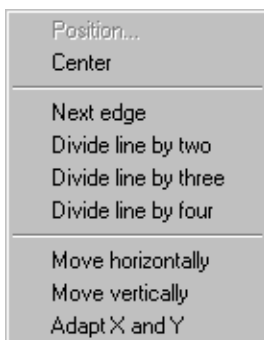 Position...
Center
Next edge
Divide line by two
Divide line by three
Divide line by four
Move horizontally
Move vertically
Adapt X and Y